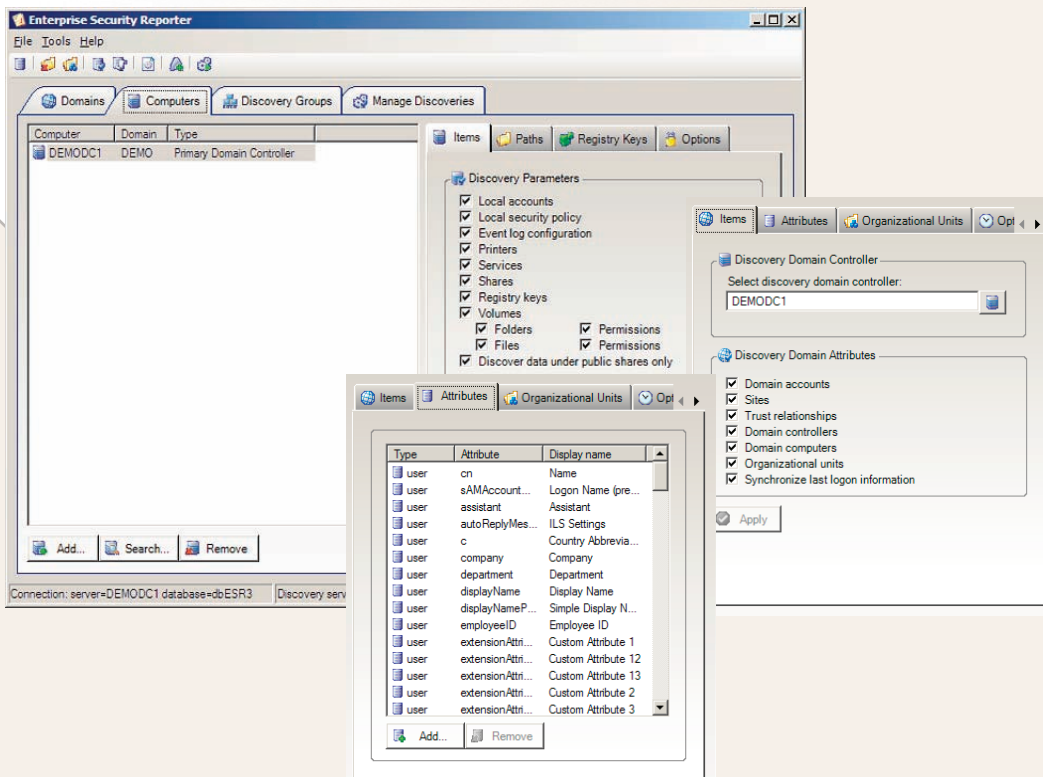 Enterprise Security Reporter
File Tools Help
Domains Computers Discovery Groups Manage Discoveries
Computer Domain Type
DEMODC1 DEMO Primary Domain Controller
Items Paths Registry Keys Options
Discovery Parameters
Local accounts
Local security policy
Event log configuration
Printers
Services
Shares
Registry keys
Volumes
Folders Permissions
Files Permissions
Discover data under public shares only
Add... Search... Remove
Connection: server=DEMODC1 database=dbESR3 Discovery serv
Items Attributes Organizational Units Opt
Discovery Domain Controller
Select discovery domain controller:
DEMODC1
Discovery Domain Attributes
Domain accounts
Sites
Trust relationships
Domain controllers
Domain computers
Organizational units
Synchronize last logon information
Apply
Items Attributes Organizational Units Opt
Type Attribute Display name
user cn Name
user sAMAccount... Logon Name (pre...
user assistant Assistant
user autoReplyMes... ILS Settings
user c Country Abbrevia...
user company Company
user department Department
user displayName Display Name
user displayNameP... Simple Display N...
user employeeID Employee ID
user extensionAttri... Custom Attribute 1
user extensionAttri... Custom Attribute 12
user extensionAttri... Custom Attribute 13
user extensionAttri... Custom Attribute 2
user extensionAttri... Custom Attribute 3
Add... Remove